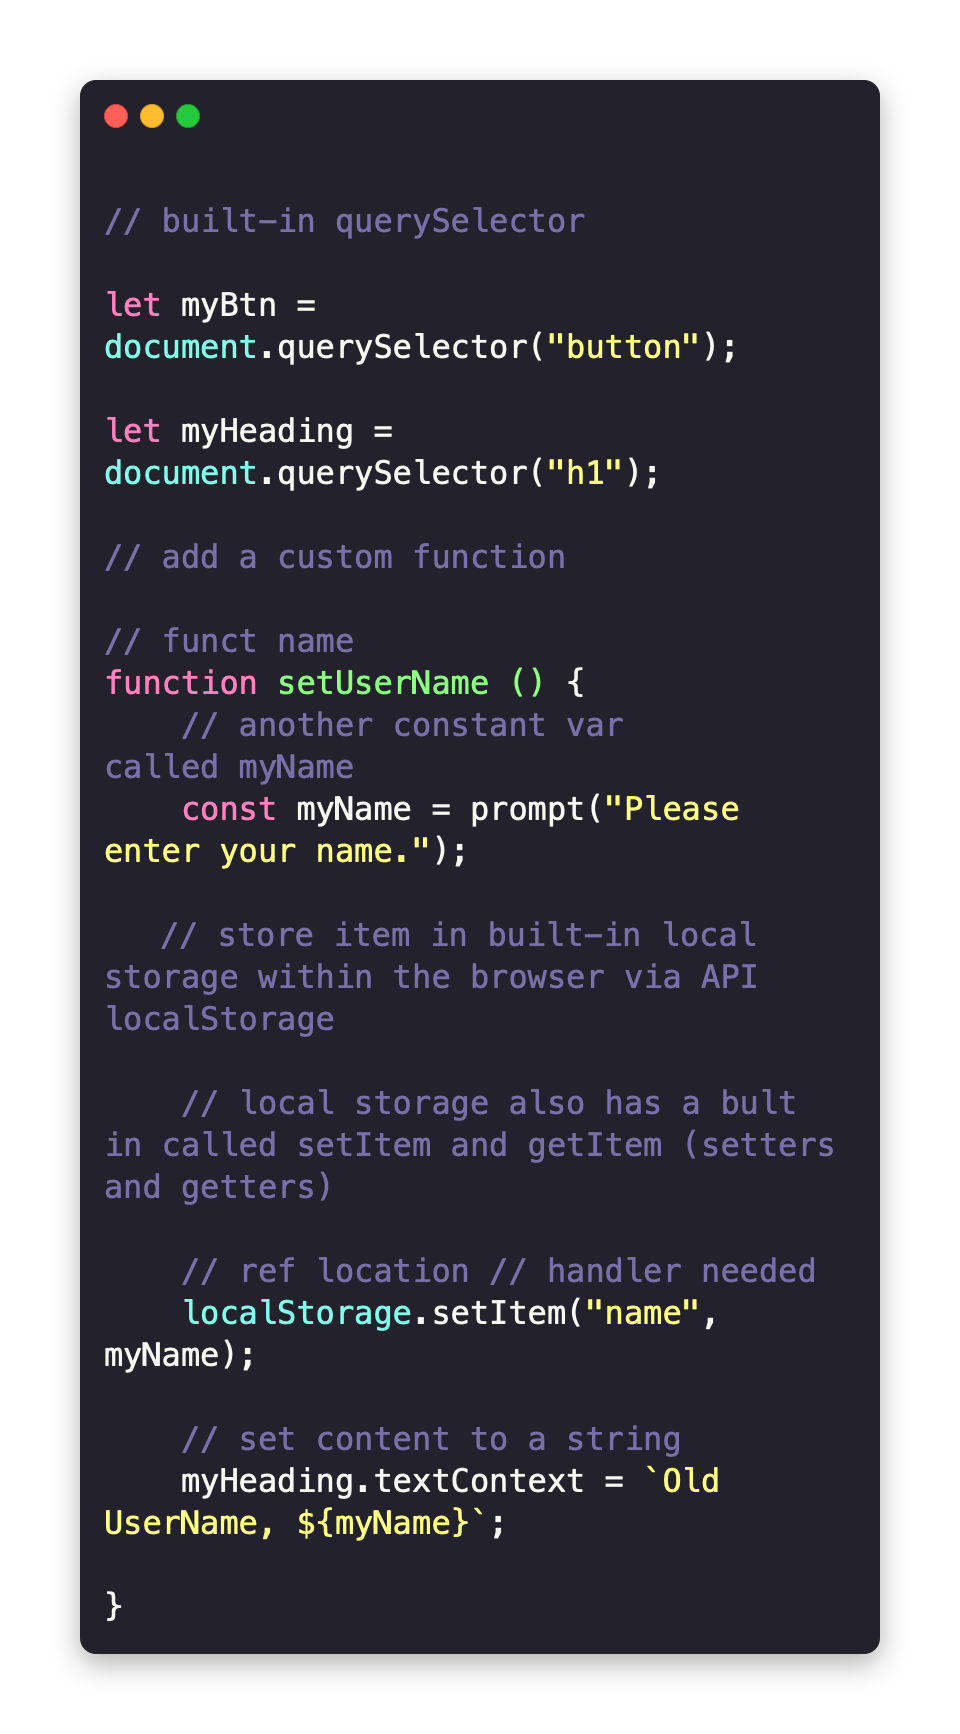 // built-in querySelector
let myBtn =
document.querySelector("button");
let myHeading =
document.querySelector("h1");
// add a custom function
// funct name
function setUserName () {
// another constant var
called myName
const myName = prompt("Please
enter your name.");
// store item in built-in local
storage within the browser via API
localStorage
// local storage also has a bult
in called setItem and getItem (setters
and getters)
// ref location // handler needed
localStorage.setItem("name",
myName);
// set content to a string
myHeading.textContext = `Old
UserName, ${myName}`;
}